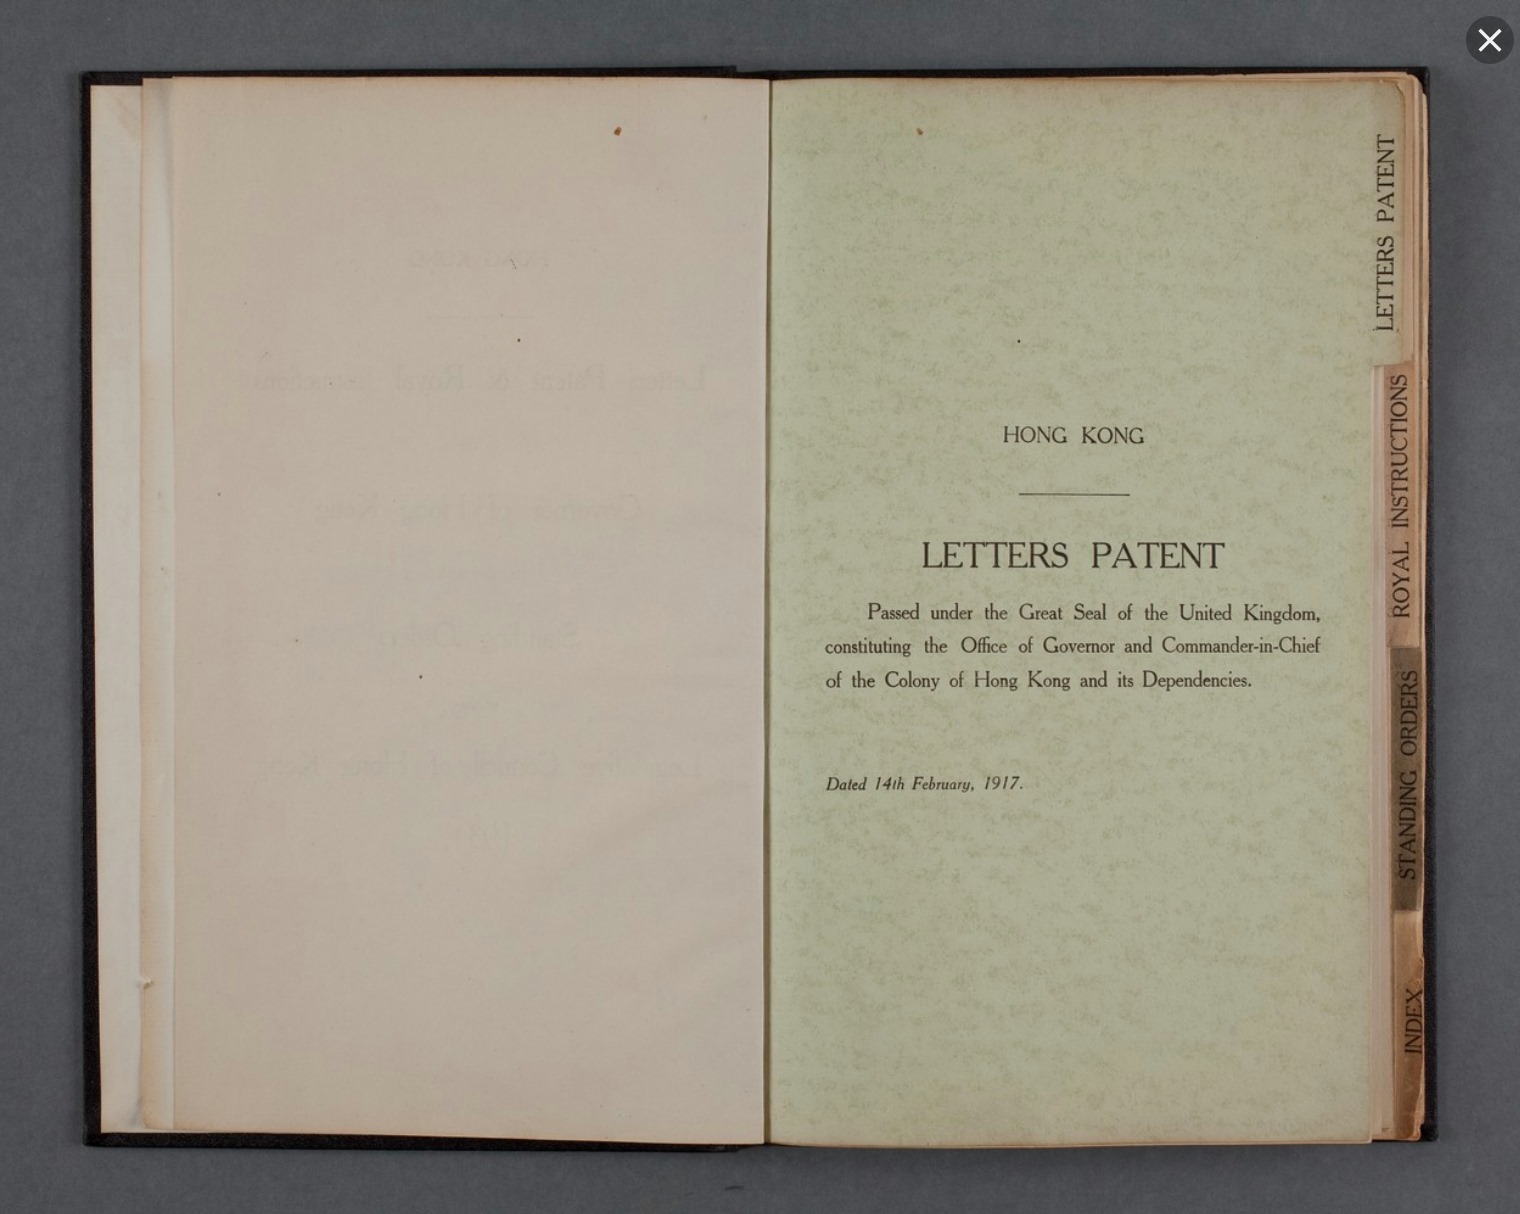 HONG KONG
LETTERS PATENT
Passed under the Great Seal of the United Kingdom,
constituting the Office of Governor and Commander-in-Chief
of the Colony of Hong Kong and its Dependencies.
Dated 14th February, 1917.
LETTERS PATENT
ROYAL INSTRUCTIONS
STANDING ORDERS
INDEX